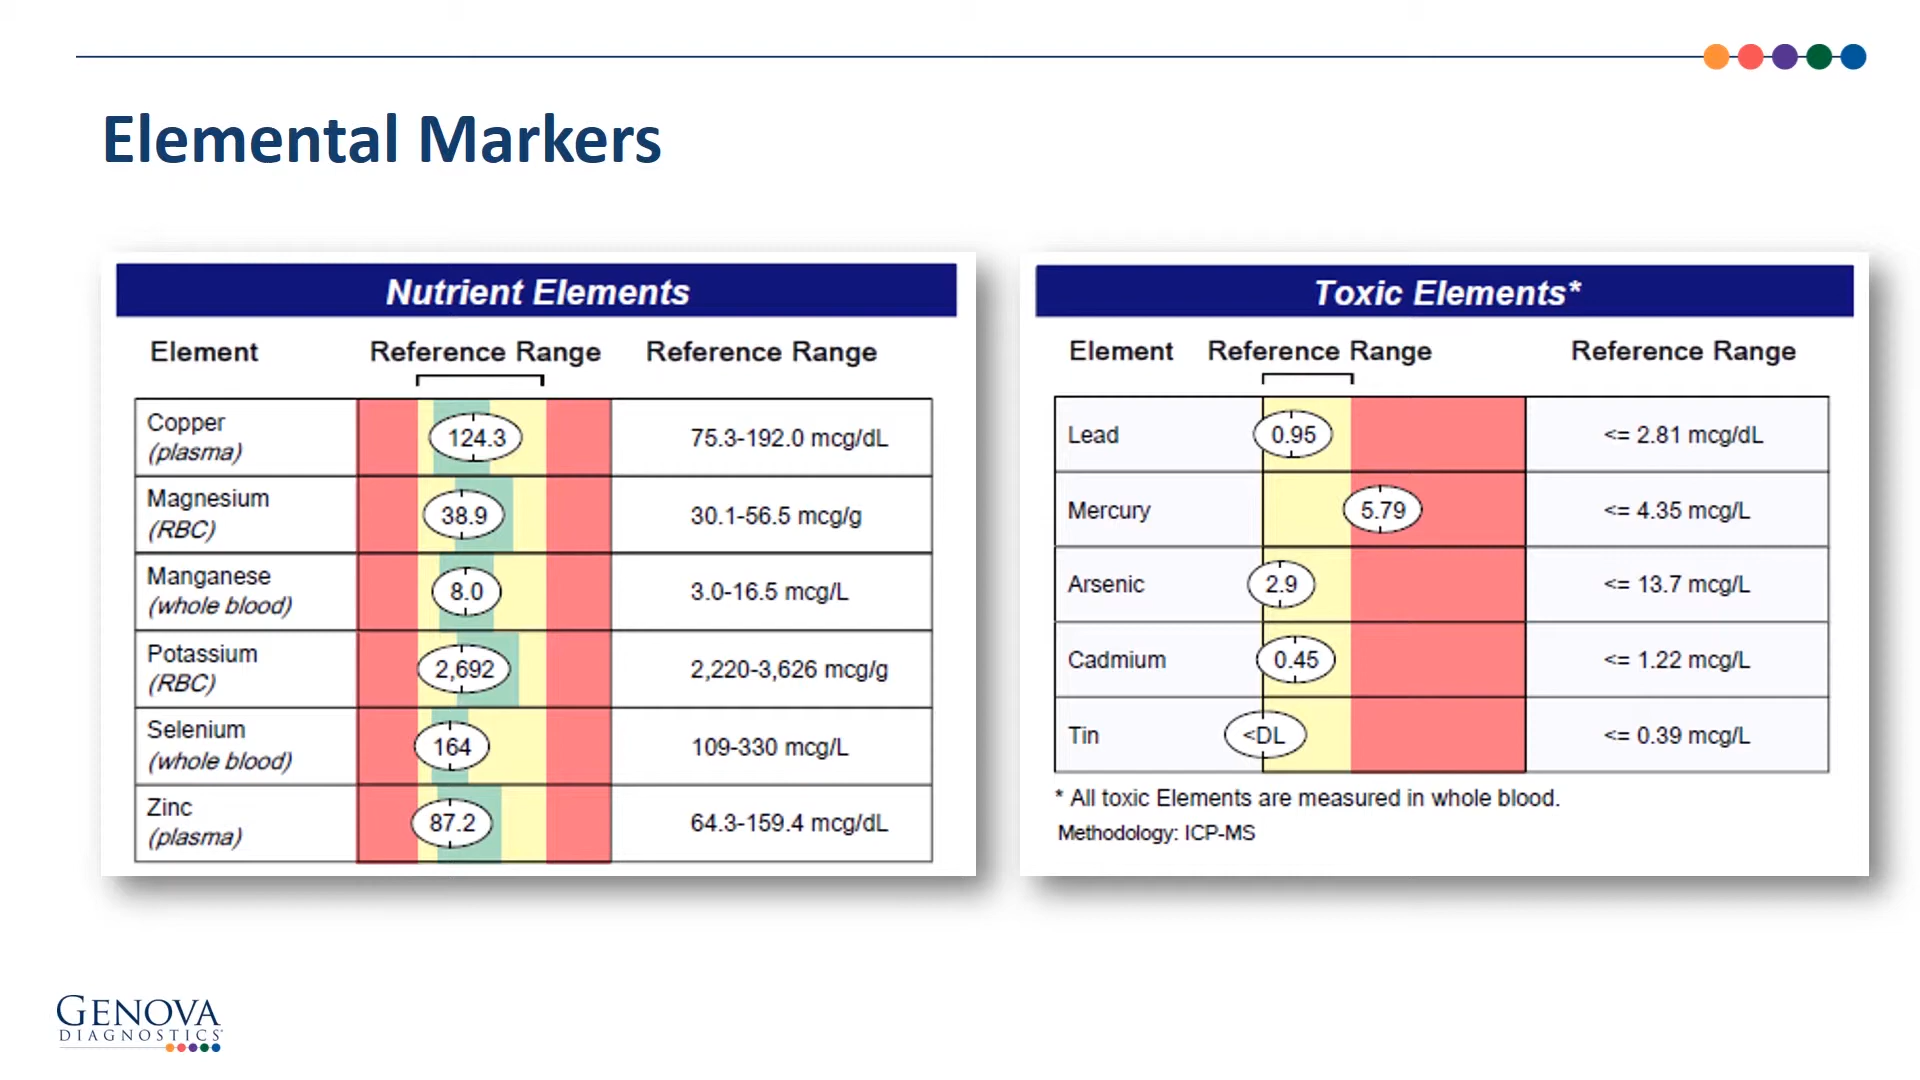 Elemental Markers
Nutrient Elements
Element Reference Range Reference Range
Copper
(plasma)
124.3
75.3-192.0 mcg/dL
Magnesium
(RBC)
38.9
30.1-56.5 mcg/g
Manganese
(whole blood)
8.0
3.0-16.5 mcg/L
Potassium
(RBC)
2,692
2,220-3,626 mcg/g
Selenium
(whole blood)
164
109-330 mcg/L
Zinc
(plasma)
87.2
64.3-159.4 mcg/dL
Toxic Elements*
Element Reference Range Reference Range
Lead 0.95 <= 2.81 mcg/dL
Mercury 5.79 <= 4.35 mcg/L
Arsenic 2.9 <= 13.7 mcg/L
Cadmium 0.45 <= 1.22 mcg/L
Tin <DL <= 0.39 mcg/L
* All toxic Elements are measured in whole blood.
Methodology: ICP-MS
GENOVA
DIAGNOSTICS